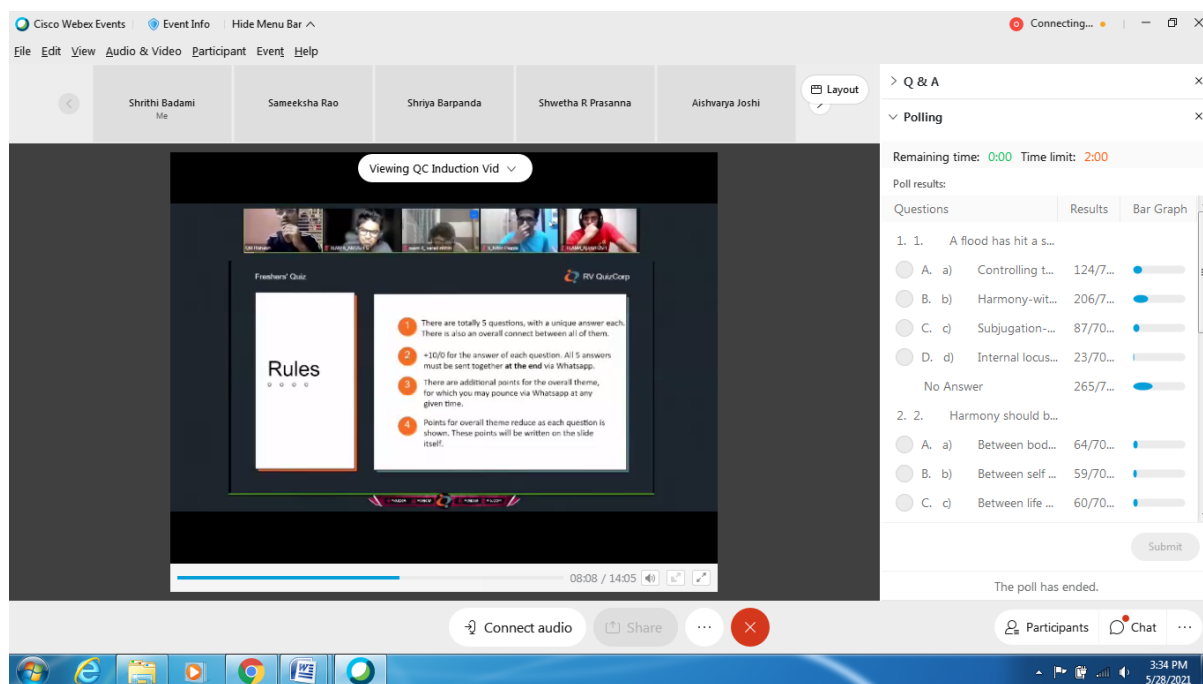 Cisco Webex Events
Event Info
Hide Menu Bar
Connecting...
File Edit View Audio & Video Participant Event Help
Shrithi Badami
Me
Sameeksha Rao
Shriya Barpanda
Shwetha R Prasanna
Aishvarya Joshi
Layout
Viewing QC Induction Vid
Freshers' Quiz
RV QuizCorp
Rules
1 There are totally 5 questions, with a unique answer each.
There is also an overall connect between all of them.
2 +10/0 for the answer of each question. All 5 answers
must be sent together at the end via Whatsapp.
3 There are additional points for the overall theme,
for which you may pounce via Whatsapp at any
given time.
4 Points for overall theme reduce as each question is
shown. These points will be written on the slide
itself.
08:08 / 14:05
Q & A
Polling
Remaining time: 0:00 Time limit: 2:00
Poll results:
Questions Results Bar Graph
1. 1. A flood has hit a s...
A. a) Controlling t... 124/7...
B. b) Harmony-wit... 206/7...
C. c) Subjugation-... 87/70...
D. d) Internal locus... 23/70...
No Answer 265/7...
2. 2. Harmony should b...
A. a) Between bod... 64/70...
B. b) Between self ... 59/70...
C. c) Between life ... 60/70...
Submit
The poll has ended.
Connect audio
Share
Participants
Chat
3:34 PM
5/28/2021